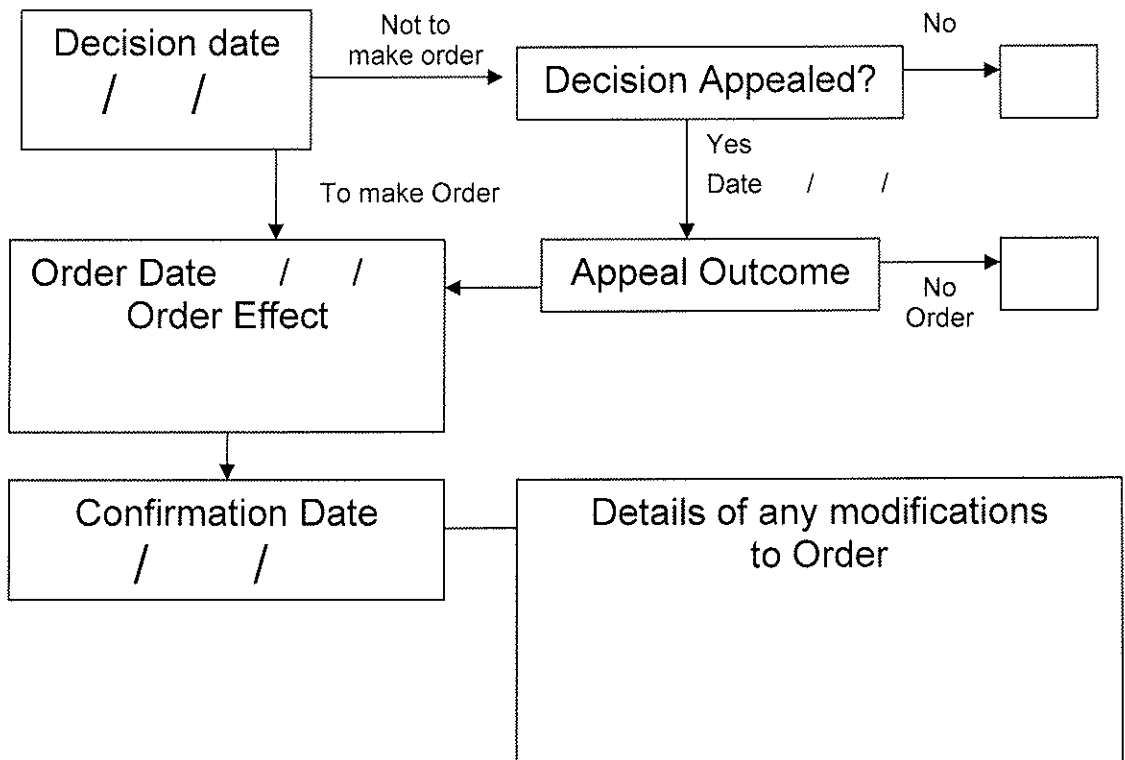 Decision date
/ /
Not to
make order
Decision Appealed?
No
Yes
Date / /
To make Order
Order Date / /
Order Effect
Appeal Outcome
No
Order
Confirmation Date
/ /
Details of any modifications
to Order